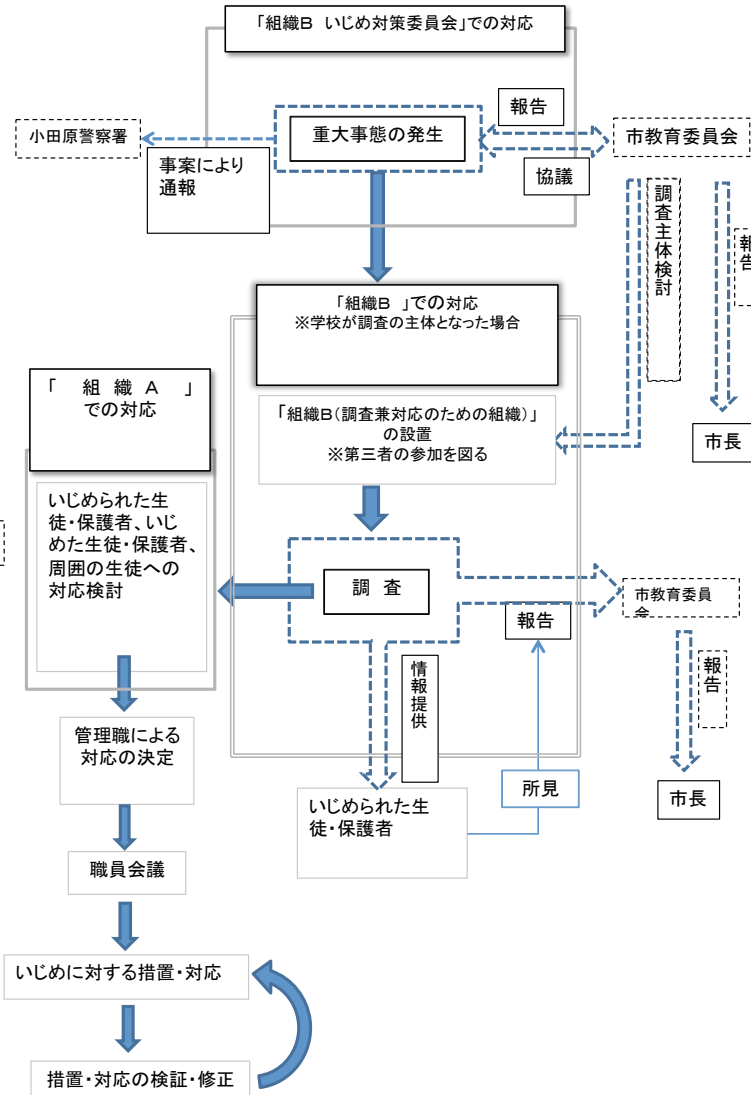 「組織B いじめ対策委員会」での対応
報告
小田原警察署
重大事態の発生
市教育委員会
事案により
通報
協議
調査主体検討
報告
「組織B 」での対応
※学校が調査の主体となった場合
「 組 織 A 」
での対応
「組織B(調査兼対応のための組織)」
の設置
※第三者の参加を図る
市長
いじめられた生
徒・保護者、いじ
めた生徒・保護者、
周囲の生徒への
対応検討
調 査
市教育委員
会
報告
情報提供
報告
管理職による
対応の決定
所見
いじめられた生
徒・保護者
市長
職員会議
いじめに対する措置・対応
措置・対応の検証・修正